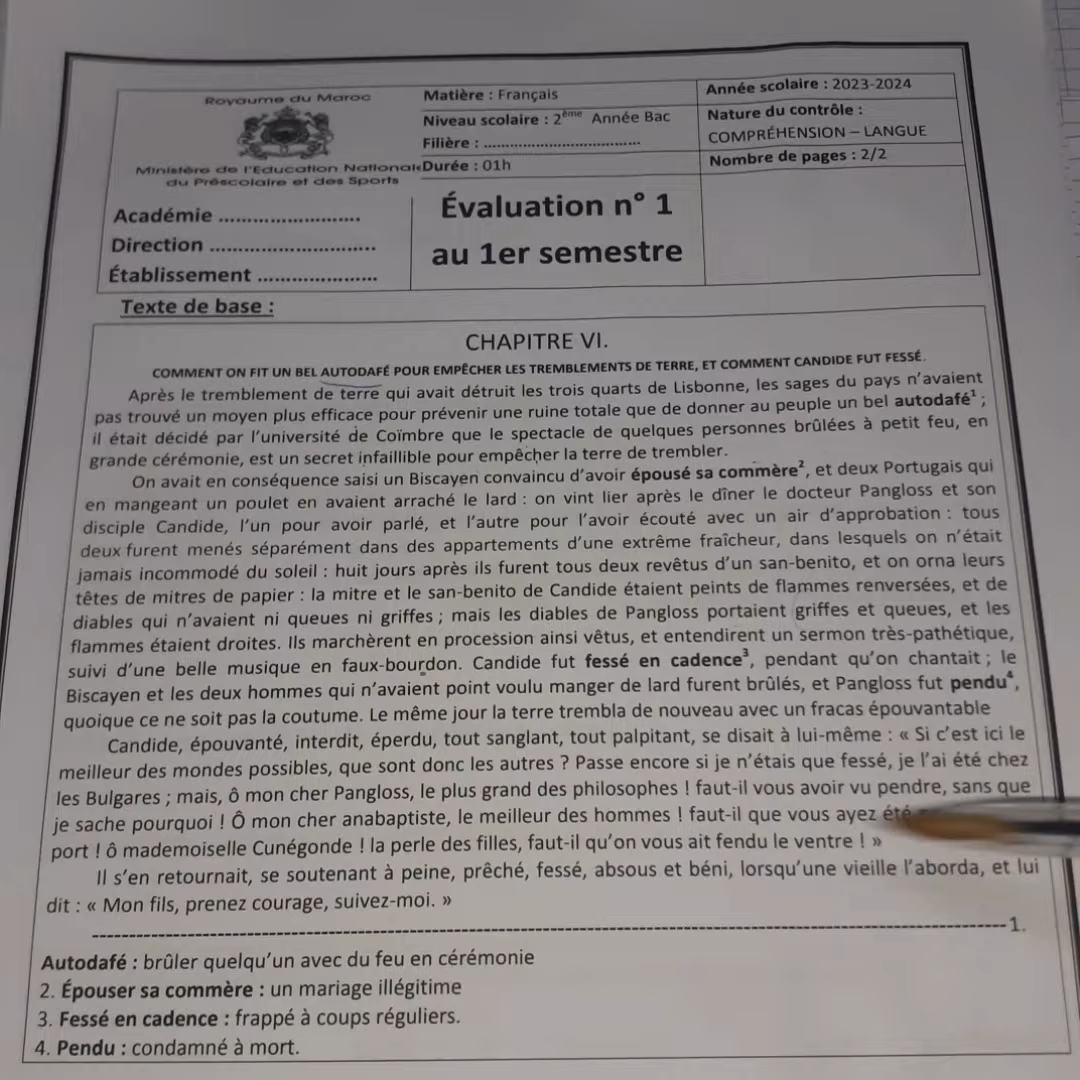 Royaume du Maroc
Ministère de l'Education Nationale
du Préscolaire et des Sports
Académie ......................
Direction ..........................
Établissement ...................
Matière : Français
Niveau scolaire : 2ème Année Bac
Filière : ....................................
Durée : 01h
Évaluation n° 1
au 1er semestre
Année scolaire : 2023-2024
Nature du contrôle :
COMPRÉHENSION – LANGUE
Nombre de pages : 2/2
Texte de base :
CHAPITRE VI.
COMMENT ON FIT UN BEL AUTODAFÉ POUR EMPÊCHER LES TREMBLEMENTS DE TERRE, ET COMMENT CANDIDE FUT FESSÉ.
Après le tremblement de terre qui avait détruit les trois quarts de Lisbonne, les sages du pays n'avaient
pas trouvé un moyen plus efficace pour prévenir une ruine totale que de donner au peuple un bel autodafé¹ ;
il était décidé par l'université de Coïmbre que le spectacle de quelques personnes brûlées à petit feu, en
grande cérémonie, est un secret infaillible pour empêcher la terre de trembler.
On avait en conséquence saisi un Biscayen convaincu d'avoir épousé sa commère², et deux Portugais qui
en mangeant un poulet en avaient arraché le lard : on vint lier après le dîner le docteur Pangloss et son
disciple Candide, l'un pour avoir parlé, et l'autre pour l'avoir écouté avec un air d'approbation : tous
deux furent menés séparément dans des appartements d'une extrême fraîcheur, dans lesquels on n'était
jamais incommodé du soleil : huit jours après ils furent tous deux revêtus d'un san-benito, et on orna leurs
têtes de mitres de papier : la mitre et le san-benito de Candide étaient peints de flammes renversées, et de
diables qui n'avaient ni queues ni griffes ; mais les diables de Pangloss portaient griffes et queues, et les
flammes étaient droites. Ils marchèrent en procession ainsi vêtus, et entendirent un sermon très-pathétique,
suivi d'une belle musique en faux-bourdon. Candide fut fessé en cadence³, pendant qu'on chantait ; le
Biscayen et les deux hommes qui n'avaient point voulu manger de lard furent brûlés, et Pangloss fut pendu⁴,
quoique ce ne soit pas la coutume. Le même jour la terre trembla de nouveau avec un fracas épouvantable
Candide, épouvanté, interdit, éperdu, tout sanglant, tout palpitant, se disait à lui-même : « Si c'est ici le
meilleur des mondes possibles, que sont donc les autres ? Passe encore si je n'étais que fessé, je l'ai été chez
les Bulgares ; mais, ô mon cher Pangloss, le plus grand des philosophes ! faut-il vous avoir vu pendre, sans que
je sache pourquoi ! Ô mon cher anabaptiste, le meilleur des hommes ! faut-il que vous ayez été
port ! ô mademoiselle Cunégonde ! la perle des filles, faut-il qu'on vous ait fendu le ventre ! »
Il s'en retournait, se soutenant à peine, prêché, fessé, absous et béni, lorsqu'une vieille l'aborda, et lui
dit : « Mon fils, prenez courage, suivez-moi. »
1.
Autodafé : brûler quelqu'un avec du feu en cérémonie
2. Épouser sa commère : un mariage illégitime
3. Fessé en cadence : frappé à coups réguliers.
4. Pendu : condamné à mort.